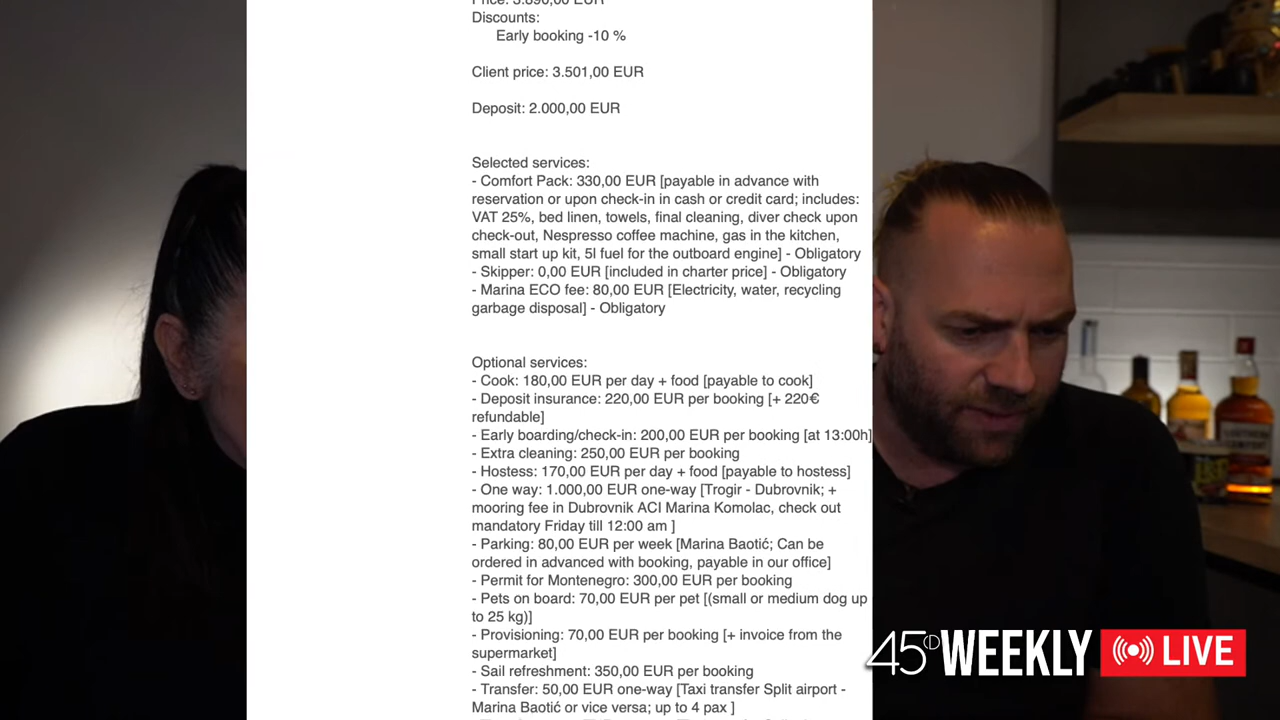 Price: 3.890,00 EUR
Discounts:
Early booking -10 %
Client price: 3.501,00 EUR
Deposit: 2.000,00 EUR
Selected services:
- Comfort Pack: 330,00 EUR [payable in advance with
reservation or upon check-in in cash or credit card; includes:
VAT 25%, bed linen, towels, final cleaning, diver check upon
check-out, Nespresso coffee machine, gas in the kitchen,
small start up kit, 5l fuel for the outboard engine] - Obligatory
- Skipper: 0,00 EUR [included in charter price] - Obligatory
- Marina ECO fee: 80,00 EUR [Electricity, water, recycling
garbage disposal] - Obligatory
Optional services:
- Cook: 180,00 EUR per day + food [payable to cook]
- Deposit insurance: 220,00 EUR per booking [+ 220€
refundable]
- Early boarding/check-in: 200,00 EUR per booking [at 13:00h]
- Extra cleaning: 250,00 EUR per booking
- Hostess: 170,00 EUR per day + food [payable to hostess]
- One way: 1.000,00 EUR one-way [Trogir - Dubrovnik; +
mooring fee in Dubrovnik ACI Marina Komolac, check out
mandatory Friday till 12:00 am ]
- Parking: 80,00 EUR per week [Marina Baotić; Can be
ordered in advanced with booking, payable in our office]
- Permit for Montenegro: 300,00 EUR per booking
- Pets on board: 70,00 EUR per pet [(small or medium dog up
to 25 kg)]
- Provisioning: 70,00 EUR per booking [+ invoice from the
supermarket]
- Sail refreshment: 350,00 EUR per booking
- Transfer: 50,00 EUR one-way [Taxi transfer Split airport -
Marina Baotić or vice versa; up to 4 pax ]
45CD WEEKLY LIVE